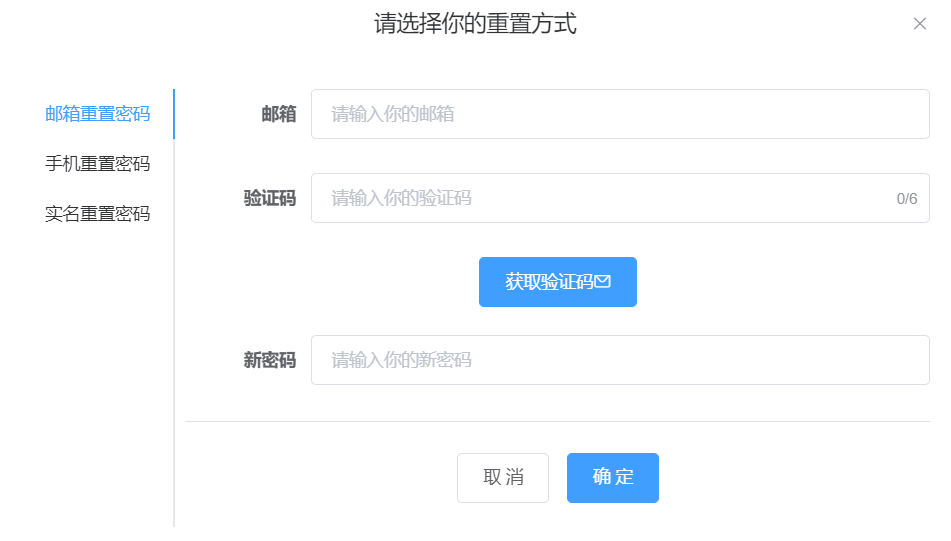 请选择你的重置方式
邮箱重置密码
手机重置密码
实名重置密码
邮箱 请输入你的邮箱
验证码 请输入你的验证码 0/6
获取验证码
新密码 请输入你的新密码
取消 确定